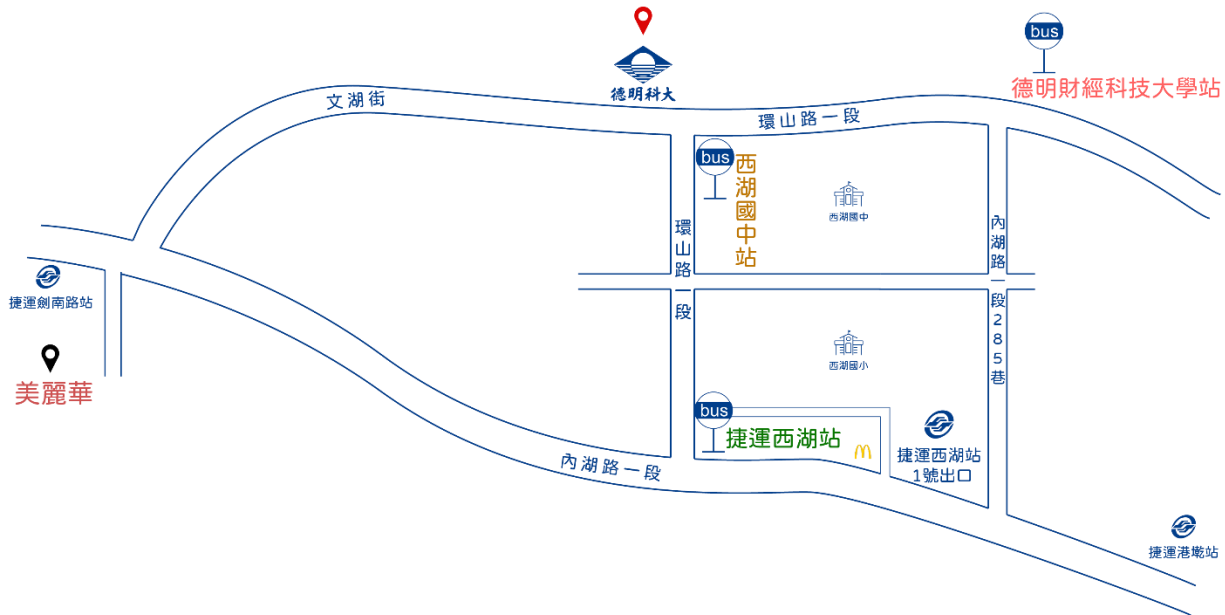 bus
德明財經科技大學站
德明科大
文湖街
環山路一段
bus
西湖國中站
西湖國中
環山路一段
內湖路一段285巷
捷運劍南路站
美麗華
西湖國小
bus
捷運西湖站
捷運西湖站
1號出口
內湖路一段
捷運港墘站